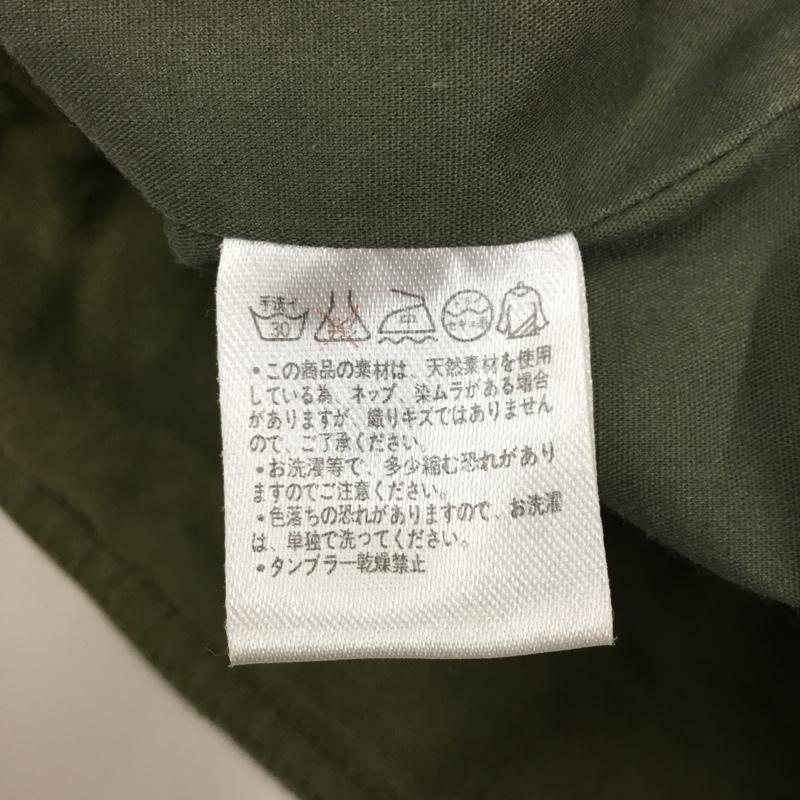 手洗イ 30 中 セキユ系
・この商品の素材は、天然素材を使用
している為、ネップ、染ムラがある場合
がありますが、織りキズではありません
ので、ご了承ください。
・お洗濯等で、多少縮む恐れがあり
ますのでご注意ください。
・色落ちの恐れがありますので、お洗濯
は、単独で洗ってください。
・タンブラー乾燥禁止